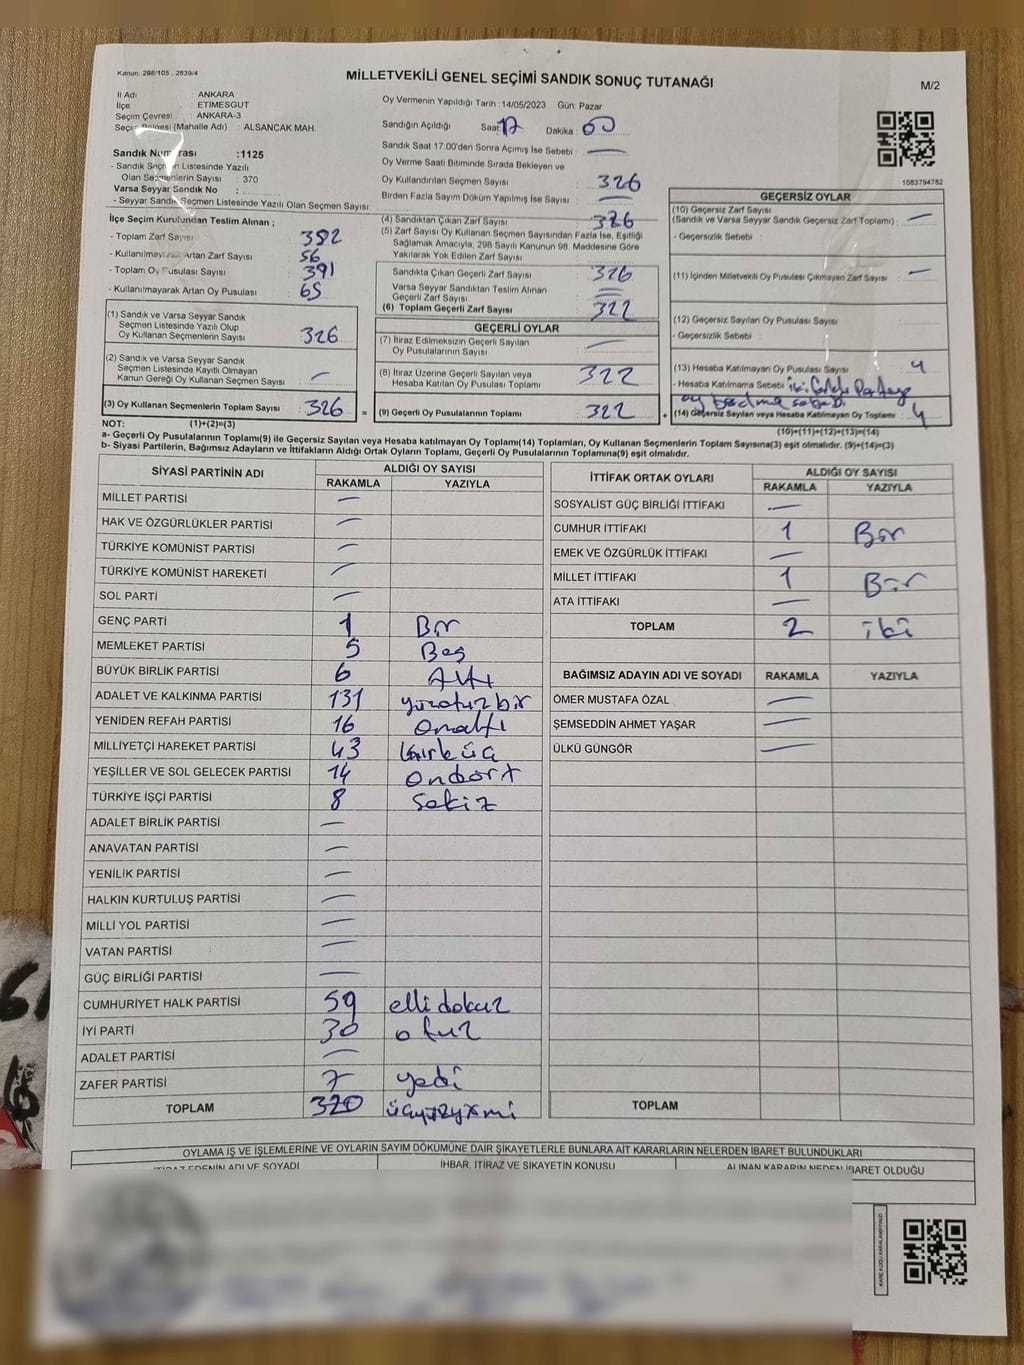 Kanun: 298/105 , 2839/4
MİLLETVEKİLİ GENEL SEÇİMİ SANDIK SONUÇ TUTANAĞI
M/2
İl Adı : ANKARA
İlçe : ETİMESGUT
Seçim Çevresi : ANKARA-3
Seçim Bölgesi (Mahalle Adı) : ALSANCAK MAH.
Sandık Numarası :1125
- Sandık Seçmen Listesinde Yazılı
Olan Seçmenlerin Sayısı : 370
Varsa Seyyar Sandık No :
- Seyyar Sandık Seçmen Listesinde Yazılı Olan Seçmen Sayısı:
Oy Vermenin Yapıldığı Tarih :14/05/2023 Gün: Pazar
Sandığın Açıldığı Saat: 17 Dakika : 60
Sandık Saat 17:00'den Sonra Açılmış İse Sebebi : —
Oy Verme Saati Bitiminde Sırada Bekleyen ve
Oy Kullandırılan Seçmen Sayısı : 326
Birden Fazla Sayım Döküm Yapılmış İse Sayısı : —
1083794782
İlçe Seçim Kurulundan Teslim Alınan ;
- Toplam Zarf Sayısı : 382
- Kullanılmayarak Artan Zarf Sayısı : 56
- Toplam Oy Pusulası Sayısı : 391
- Kullanılmayarak Artan Oy Pusulası : 65
(1) Sandık ve Varsa Seyyar Sandık
Seçmen Listesinde Yazılı Olup
Oy Kullanan Seçmenlerin Sayısı : 326
(2) Sandık ve Varsa Seyyar Sandık
Seçmen Listesinde Kayıtlı Olmayan
Kanun Gereği Oy Kullanan Seçmen Sayısı : —
(3) Oy Kullanan Seçmenlerin Toplam Sayısı : 326 =
(4) Sandıktan Çıkan Zarf Sayısı : 326
(5) Zarf Sayısı Oy Kullanan Seçmen Sayısından Fazla İse, Eşitliği
Sağlamak Amacıyla, 298 Sayılı Kanunun 98. Maddesine Göre
Yakılarak Yok Edilen Zarf Sayısı :
Sandıkta Çıkan Geçerli Zarf Sayısı : 326
Varsa Seyyar Sandıktan Teslim Alınan
Geçerli Zarf Sayısı : —
(6) Toplam Geçerli Zarf Sayısı : 322
GEÇERLİ OYLAR
(7) İtiraz Edilmeksizin Geçerli Sayılan
Oy Pusulalarının Sayısı : —
(8) İtiraz Üzerine Geçerli Sayılan veya
Hesaba Katılan Oy Pusulası Toplamı : 322
(9) Geçerli Oy Pusulalarının Toplamı : 322 +
GEÇERSİZ OYLAR
(10) Geçersiz Zarf Sayısı
(Sandık ve Varsa Seyyar Sandık Geçersiz Zarf Toplamı) : —
- Geçersizlik Sebebi :
(11) İçinden Milletvekili Oy Pusulası Çıkmayan Zarf Sayısı : —
(12) Geçersiz Sayılan Oy Pusulası Sayısı :
- Geçersizlik Sebebi :
(13) Hesaba Katılmayan Oy Pusulası Sayısı : 4
- Hesaba Katılmama Sebebi : iki farklı Partiye
oy basılma sebebi
(14) Geçersiz Sayılan veya Hesaba Katılmayan Oy Toplamı : 4
NOT: (1)+(2)=(3) (10)+(11)+(12)+(13)=(14)
a- Geçerli Oy Pusulalarının Toplamı(9) ile Geçersiz Sayılan veya Hesaba katılmayan Oy Toplamı(14) Toplamları, Oy Kullanan Seçmenlerin Toplam Sayısına(3) eşit olmalıdır. (9)+(14)=(3)
b- Siyasi Partilerin, Bağımsız Adayların ve İttifakların Aldığı Ortak Oyların Toplamı, Geçerli Oy Pusulalarının Toplamına(9) eşit olmalıdır.
SİYASİ PARTİNİN ADI ALDIĞI OY SAYISI
RAKAMLA YAZIYLA
MİLLET PARTİSİ —
HAK VE ÖZGÜRLÜKLER PARTİSİ —
TÜRKİYE KOMÜNİST PARTİSİ —
TÜRKİYE KOMÜNİST HAREKETİ —
SOL PARTİ —
GENÇ PARTİ 1 Bir
MEMLEKET PARTİSİ 5 Beş
BÜYÜK BİRLİK PARTİSİ 6 Altı
ADALET VE KALKINMA PARTİSİ 131 yüzotuzbir
YENİDEN REFAH PARTİSİ 16 onaltı
MİLLİYETÇİ HAREKET PARTİSİ 43 kırküç
YEŞİLLER VE SOL GELECEK PARTİSİ 14 ondört
TÜRKİYE İŞÇİ PARTİSİ 8 sekiz
ADALET BİRLİK PARTİSİ —
ANAVATAN PARTİSİ —
YENİLİK PARTİSİ —
HALKIN KURTULUŞ PARTİSİ —
MİLLİ YOL PARTİSİ —
VATAN PARTİSİ —
GÜÇ BİRLİĞİ PARTİSİ —
CUMHURİYET HALK PARTİSİ 59 elli dokuz
İYİ PARTİ 30 otuz
ADALET PARTİSİ —
ZAFER PARTİSİ 7 yedi
TOPLAM 320 üçyüzyirmi
İTTİFAK ORTAK OYLARI ALDIĞI OY SAYISI
RAKAMLA YAZIYLA
SOSYALİST GÜÇ BİRLİĞİ İTTİFAKI —
CUMHUR İTTİFAKI 1 Bir
EMEK VE ÖZGÜRLÜK İTTİFAKI —
MİLLET İTTİFAKI 1 Bir
ATA İTTİFAKI —
TOPLAM 2 iki
BAĞIMSIZ ADAYIN ADI VE SOYADI RAKAMLA YAZIYLA
ÖMER MUSTAFA ÖZAL —
ŞEMSEDDİN AHMET YAŞAR —
ÜLKÜ GÜNGÖR —
TOPLAM
OYLAMA İŞ VE İŞLEMLERİNE VE OYLARIN SAYIM DÖKÜMÜNE DAİR ŞİKAYETLERLE BUNLARA AİT KARARLARIN NELERDEN İBARET BULUNDUKLARI
İTİRAZ EDENİN ADI VE SOYADI İHBAR, İTİRAZ VE ŞİKAYETİN KONUSU ALINAN KARARIN NEDEN İBARET OLDUĞU